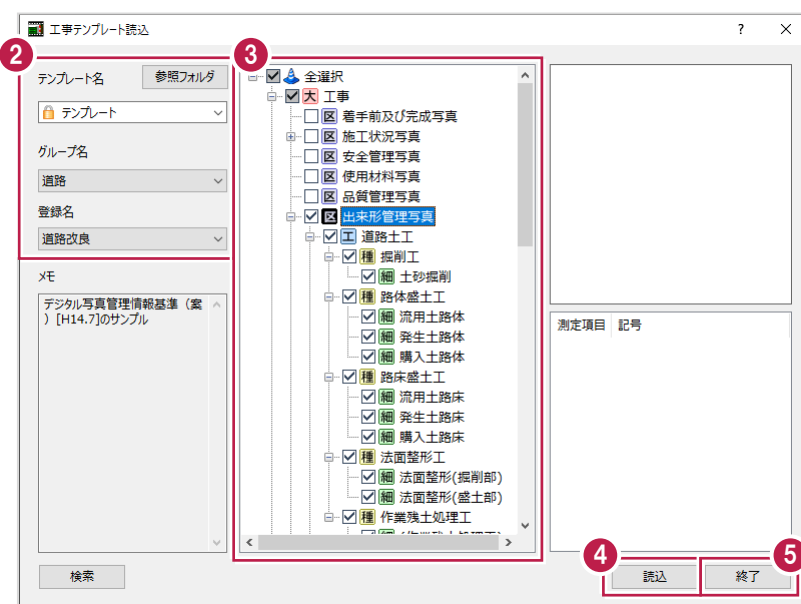 工事テンプレート読込
?
×
2
3
テンプレート名
参照フォルダ
テンプレート
グループ名
道路
登録名
道路改良
メモ
デジタル写真管理情報基準（案
）[H14.7]のサンプル
検索
全選択
大 工事
区 着手前及び完成写真
区 施工状況写真
区 安全管理写真
区 使用材料写真
区 品質管理写真
区 出来形管理写真
工 道路土工
種 掘削工
細 土砂掘削
種 路体盛土工
細 流用土路体
細 発生土路体
細 購入土路体
種 路床盛土工
細 流用土路床
細 発生土路床
細 購入土路床
種 法面整形工
細 法面整形(掘削部)
細 法面整形(盛土部)
種 作業残土処理工
測定項目 記号
4
5
読込
終了